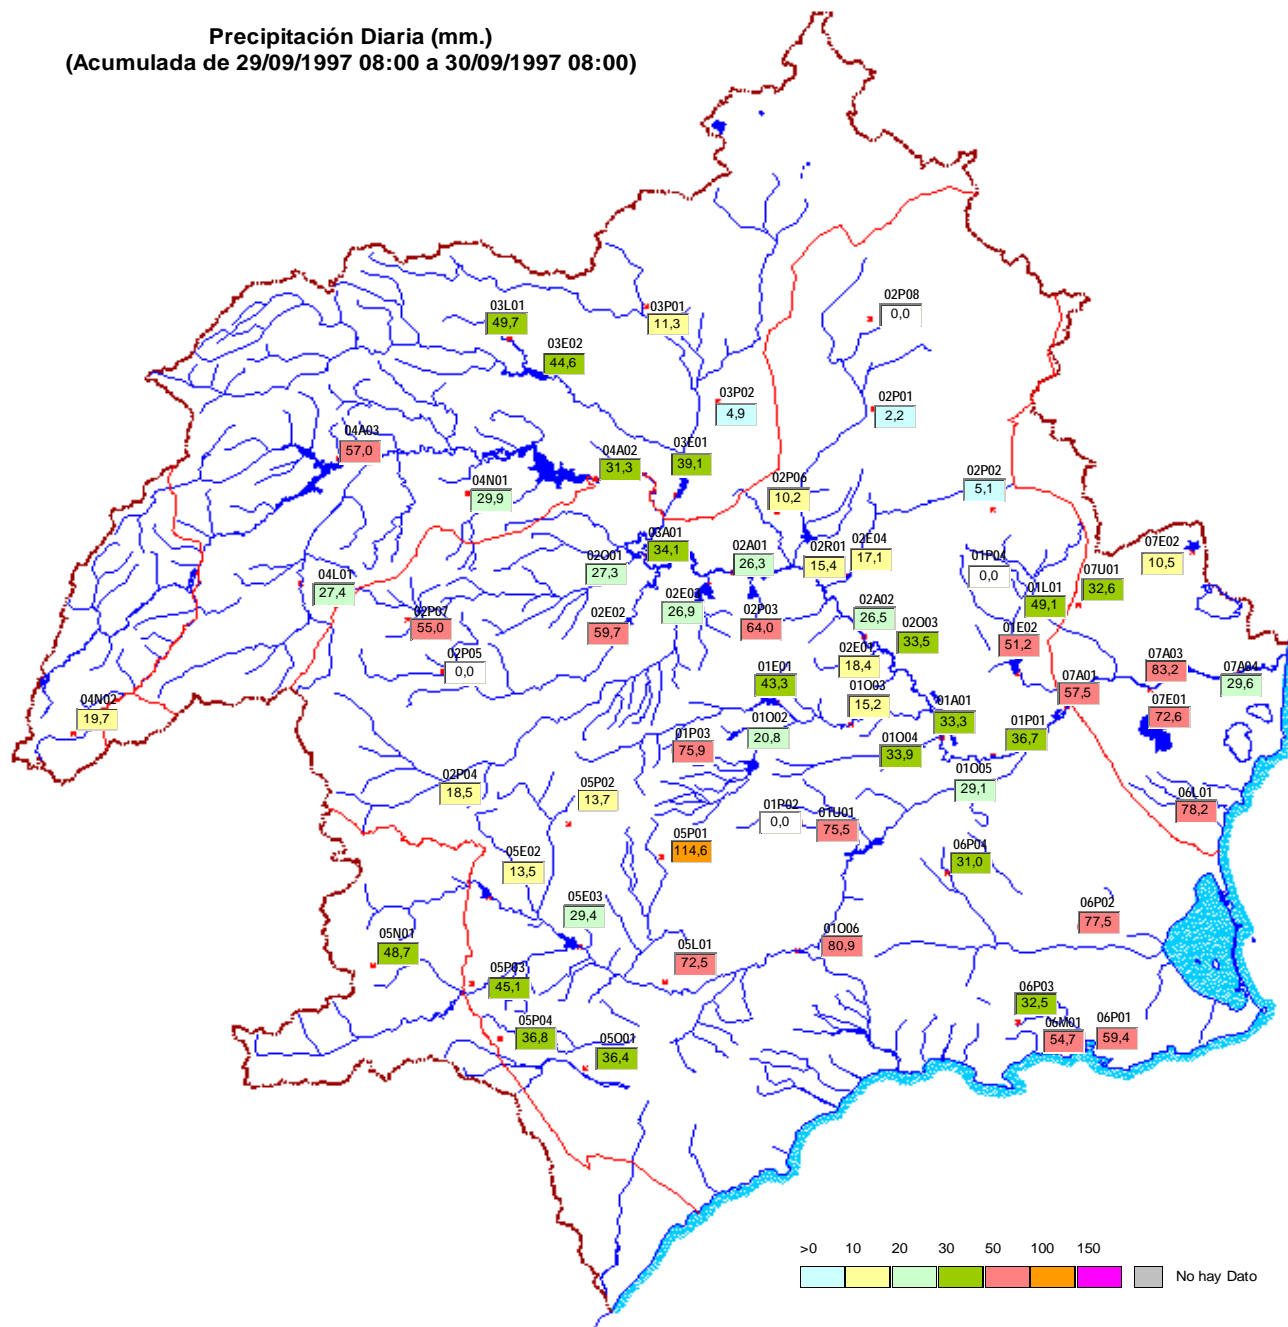 Precipitación Diaria (mm.)
(Acumulada de 29/09/1997 08:00 a 30/09/1997 08:00)
02P08
0,0
03L01
49,7
03P01
11,3
03E02
44,6
03P02
4,9
02P01
2,2
04A03
57,0
04A02
31,3
03E01
39,1
04N01
29,9
02P06
10,2
02P02
5,1
03A01
34,1
02O01
27,3
02A01
26,3
02R01
15,4
02E04
17,1
01P04
0,0
07E02
10,5
07U01
32,6
04L01
27,4
01L01
49,1
02E03
26,9
02P07
55,0
02E02
59,7
02P03
64,0
02A02
26,5
02O03
33,5
01E02
51,2
02P05
0,0
02E01
18,4
01E01
43,3
07A03
83,2
07A04
29,6
07A01
57,5
04N02
19,7
01O03
15,2
07E01
72,6
01A01
33,3
01P01
36,7
01O02
20,8
01P03
75,9
01O04
33,9
01O05
29,1
02P04
18,5
05P02
13,7
06L01
78,2
01P02
0,0
01U01
75,5
05P01
114,6
06P04
31,0
05E02
13,5
05E03
29,4
06P02
77,5
05N01
48,7
01O06
80,9
05L01
72,5
05P03
45,1
06P03
32,5
05P04
36,8
06M01
54,7
06P01
59,4
05O01
36,4
>0 10 20 30 50 100 150
No hay Dato